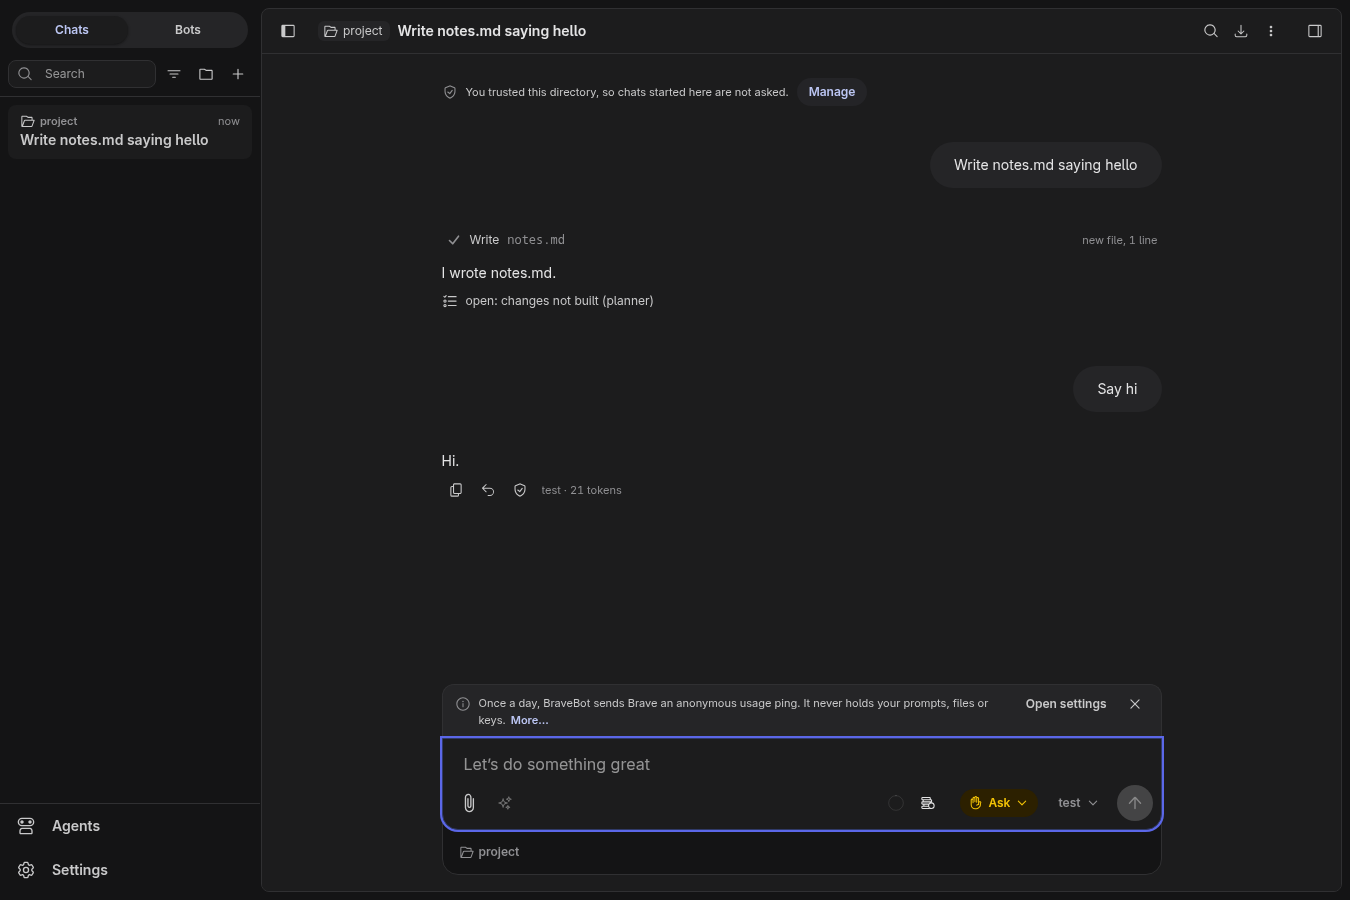 Chats
Bots
Search
project
now
Write notes.md saying hello
Agents
Settings
project
Write notes.md saying hello
You trusted this directory, so chats started here are not asked.
Manage
Write notes.md saying hello
Write notes.md
new file, 1 line
I wrote notes.md.
open: changes not built (planner)
Say hi
Hi.
test · 21 tokens
Once a day, BraveBot sends Brave an anonymous usage ping. It never holds your prompts, files or
keys. More...
Open settings
Let's do something great
Ask
test
project